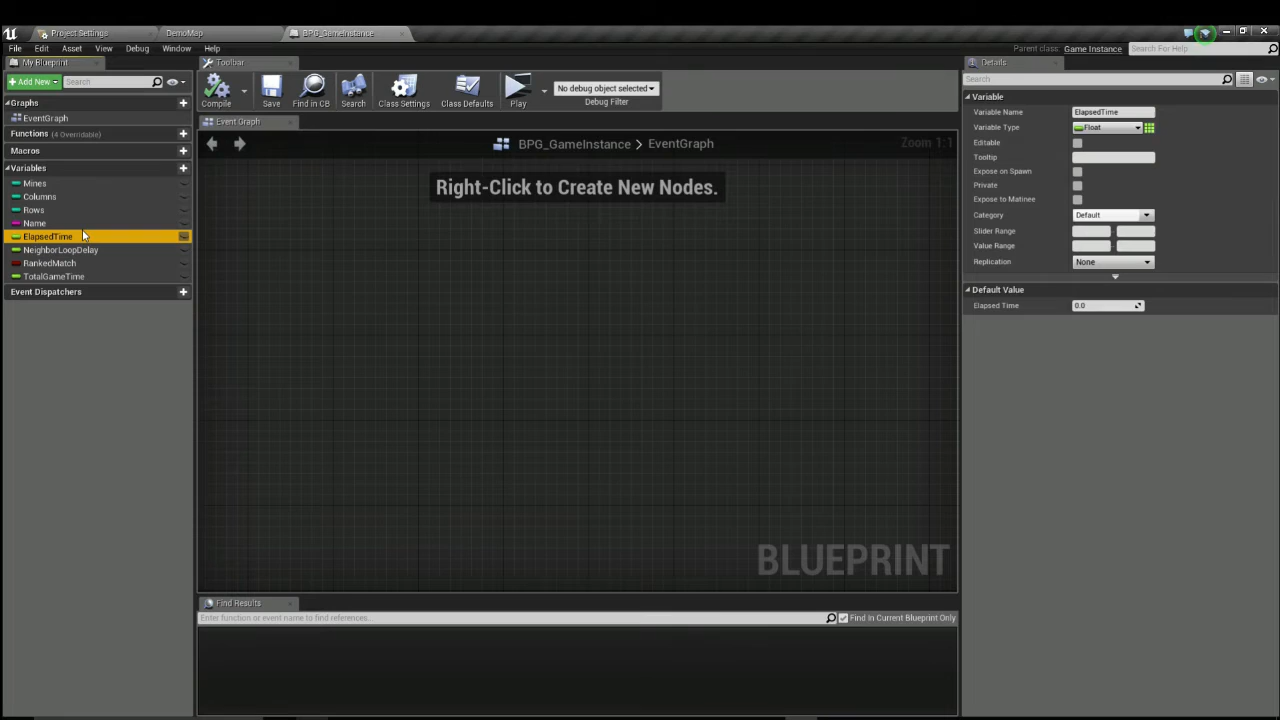 Project Settings
DemoMap
BPG_GameInstance
File
Edit
Asset
View
Debug
Window
Help
Parent class:
Game Instance
Search For Help
My Blueprint
Toolbar
Details
Add New
Search
Compile
Save
Find in CB
Search
Class Settings
Class Defaults
Play
No debug object selected
Debug Filter
Search
Graphs
EventGraph
Functions (4 Overridable)
Macros
Variables
Mines
Columns
Rows
Name
ElapsedTime
NeighborLoopDelay
RankedMatch
TotalGameTime
Event Dispatchers
Event Graph
BPG_GameInstance > EventGraph
Zoom 1:1
Right-Click to Create New Nodes.
BLUEPRINT
Find Results
Enter function or event name to find references...
Find In Current Blueprint Only
Variable
Variable Name
ElapsedTime
Variable Type
Float
Editable
Tooltip
Expose on Spawn
Private
Expose to Matinee
Category
Default
Slider Range
Value Range
Replication
None
Default Value
Elapsed Time
0.0